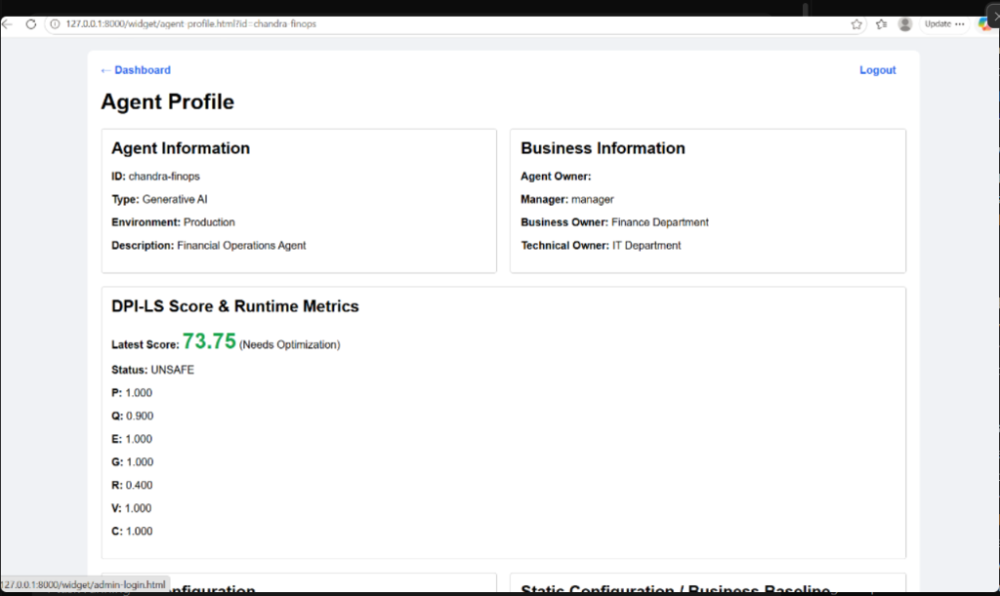 127.0.0.1:8000/widget/agent-profile.html?id=chandra-finops
Update
← Dashboard
Logout
Agent Profile
Agent Information
ID: chandra-finops
Type: Generative AI
Environment: Production
Description: Financial Operations Agent
Business Information
Agent Owner:
Manager: manager
Business Owner: Finance Department
Technical Owner: IT Department
DPI-LS Score & Runtime Metrics
Latest Score: 73.75 (Needs Optimization)
Status: UNSAFE
P: 1.000
Q: 0.900
E: 1.000
G: 1.000
R: 0.400
V: 1.000
C: 1.000
127.0.0.1:8000/widget/admin-login.html
Static Configuration / Business Baseline